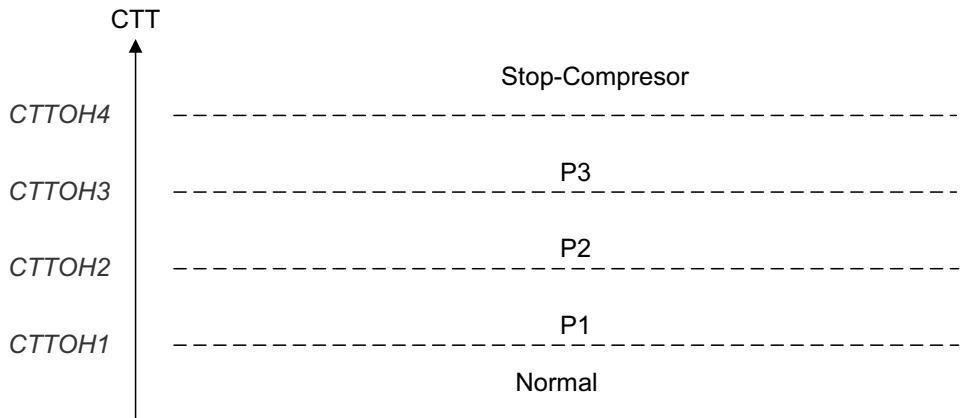 CTT
Stop-Compresor
CTTOH4
P3
CTTOH3
P2
CTTOH2
P1
CTTOH1
Normal